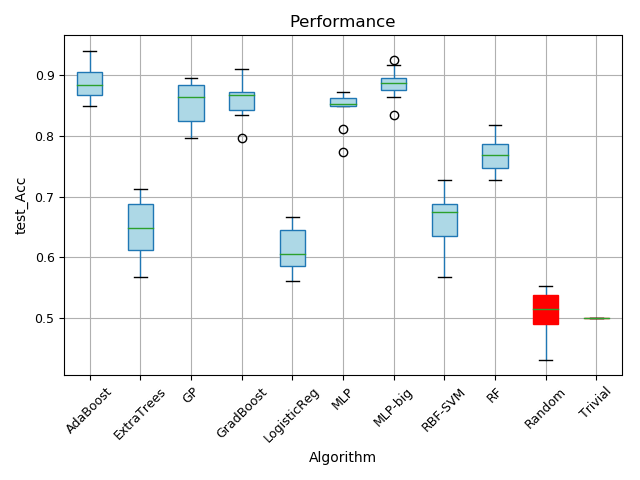 Performance
test_Acc
0.9
0.8
0.7
0.6
0.5
AdaBoost
ExtraTrees
GP
GradBoost
LogisticReg
MLP
MLP-big
RBF-SVM
RF
Random
Trivial
Algorithm